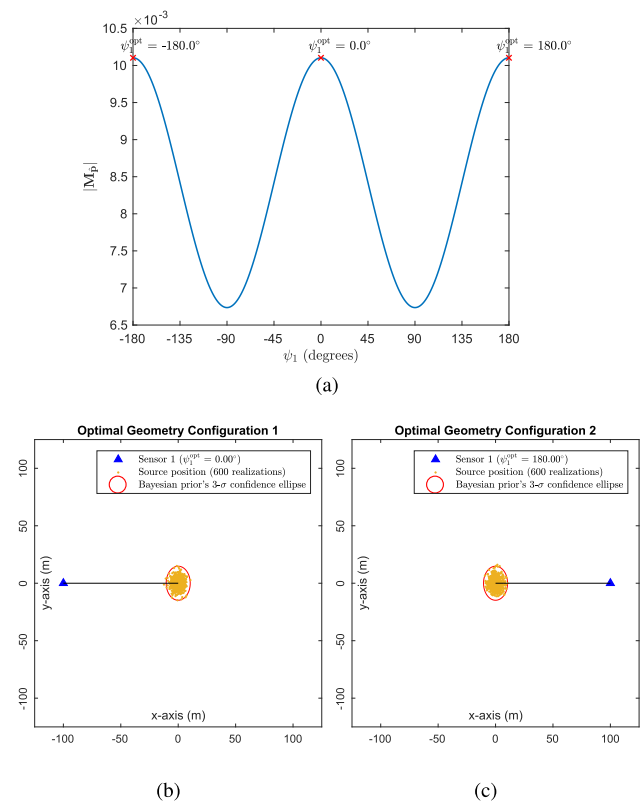 ×10⁻³
10.5
ψ₁ᵒᵖᵗ = -180.0° ψ₁ᵒᵖᵗ = 0.0° ψ₁ᵒᵖᵗ = 180.0°
10
9.5
9
8.5
8
7.5
7
6.5
|M_p̂|
-180 -135 -90 -45 0 45 90 135 180
ψ₁ (degrees)
(a)
Optimal Geometry Configuration 1
Sensor 1 (ψ₁ᵒᵖᵗ = 0.00°)
Source position (600 realizations)
Bayesian prior's 3-σ confidence ellipse
100
50
0
-50
-100
y-axis (m)
x-axis (m)
-100 -50 0 50 100
(b)
Optimal Geometry Configuration 2
Sensor 1 (ψ₁ᵒᵖᵗ = 180.00°)
Source position (600 realizations)
Bayesian prior's 3-σ confidence ellipse
100
50
0
-50
-100
y-axis (m)
x-axis (m)
-100 -50 0 50 100
(c)